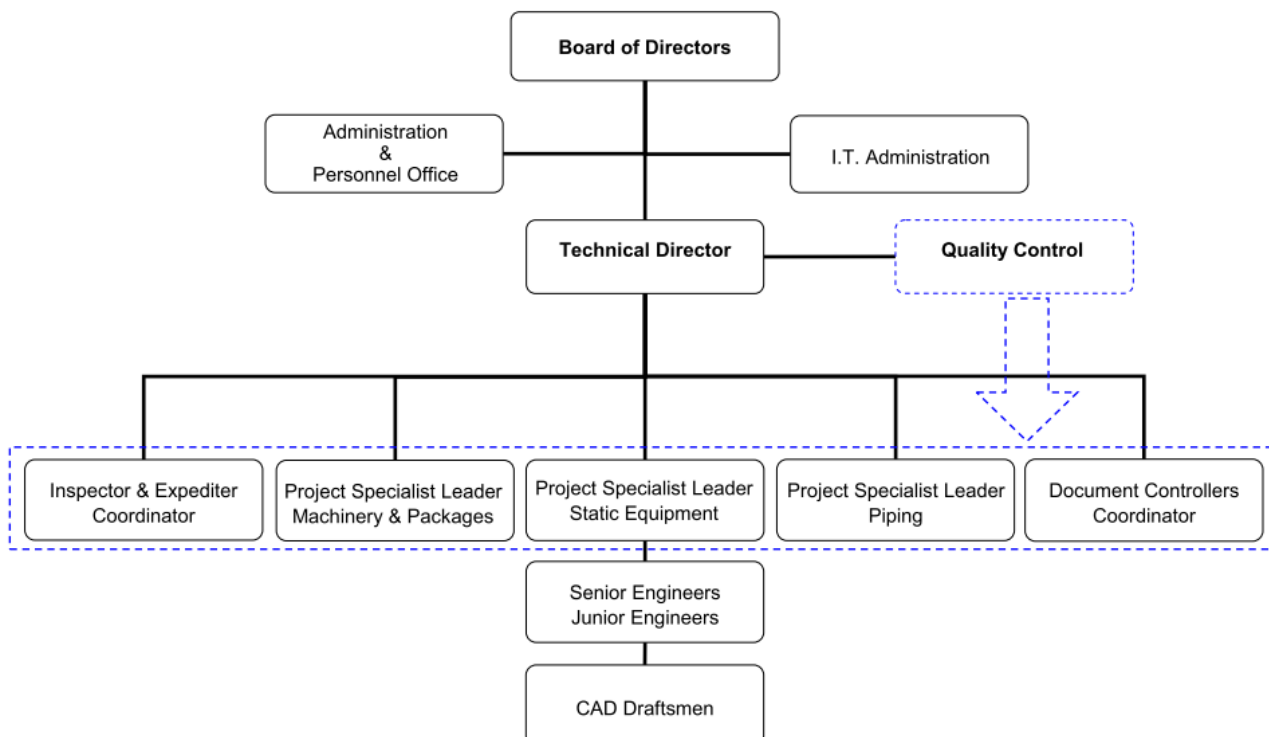 Board of Directors
Administration
&
Personnel Office
I.T. Administration
Technical Director
Quality Control
Inspector & Expediter
Coordinator
Project Specialist Leader
Machinery & Packages
Project Specialist Leader
Static Equipment
Project Specialist Leader
Piping
Document Controllers
Coordinator
Senior Engineers
Junior Engineers
CAD Draftsmen